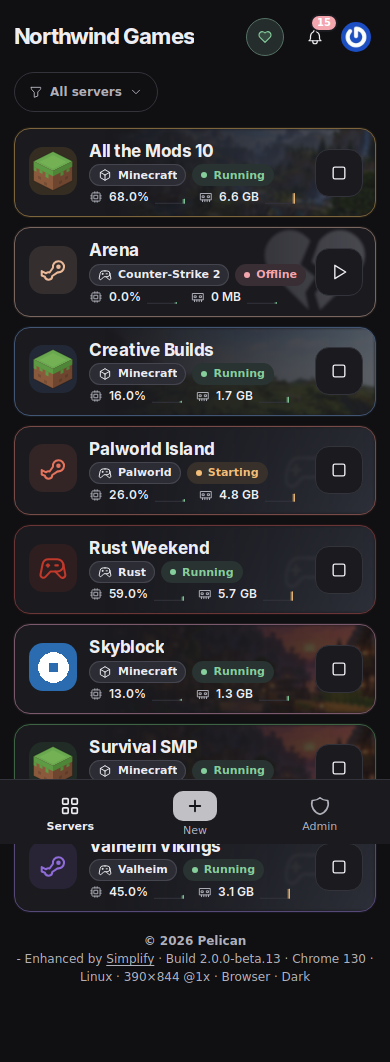 Northwind Games
15
All servers
All the Mods 10
Minecraft Running
68.0% 6.6 GB
Arena
Counter-Strike 2 Offline
0.0% 0 MB
Creative Builds
Minecraft Running
16.0% 1.7 GB
Palworld Island
Palworld Starting
26.0% 4.8 GB
Rust Weekend
Rust Running
59.0% 5.7 GB
Skyblock
Minecraft Running
13.0% 1.3 GB
Survival SMP
Minecraft Running
Servers New Admin
Valheim Vikings
Valheim Running
45.0% 3.1 GB
© 2026 Pelican
- Enhanced by Simplify · Build 2.0.0-beta.13 · Chrome 130 ·
Linux · 390×844 @1x · Browser · Dark